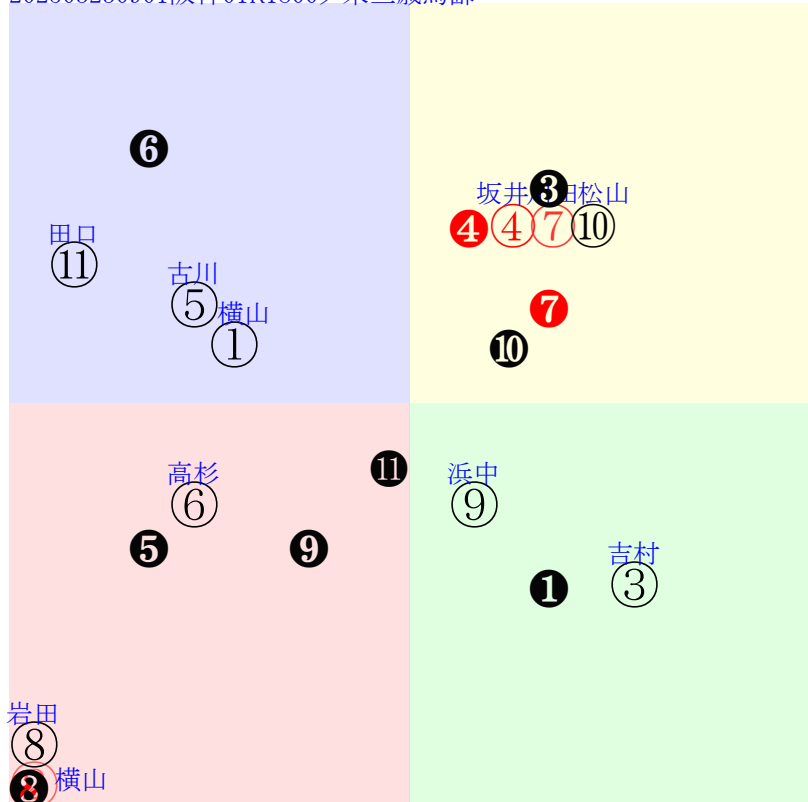 ❻
坂井 ❸ 松山
❹ ④ ⑦ ⑩
田口
⑪
古川
⑤
横山
①
❼
❿
高杉
⑥
⓫
浜中
⑨
❺
❾
吉村
③
❶
岩田
⑧
❽ 横山